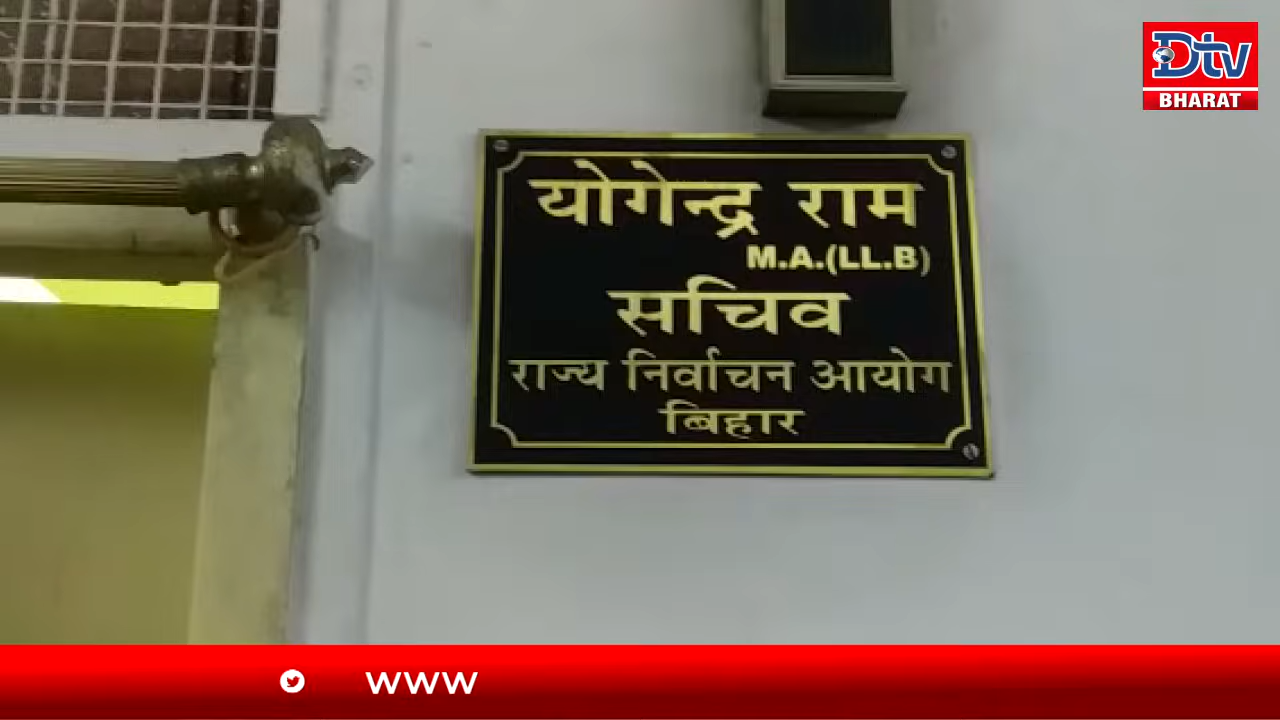 Dtv
BHARAT
योगेन्द्र राम
M.A.(LL.B)
सचिव
राज्य निर्वाचन आयोग
बिहार
www